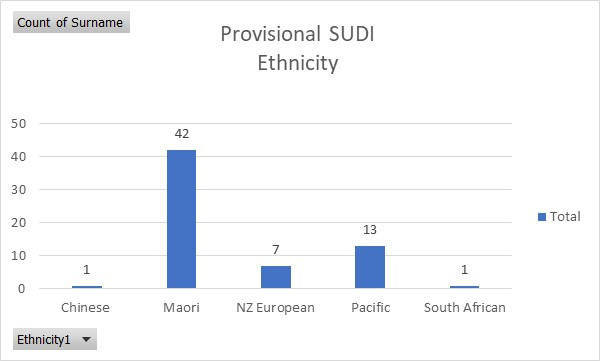 Count of Surname
Provisional SUDI
Ethnicity
50
40
30
20
10
0
1
42
7
13
1
Chinese
Maori
NZ European
Pacific
South African
Total
Ethnicity1